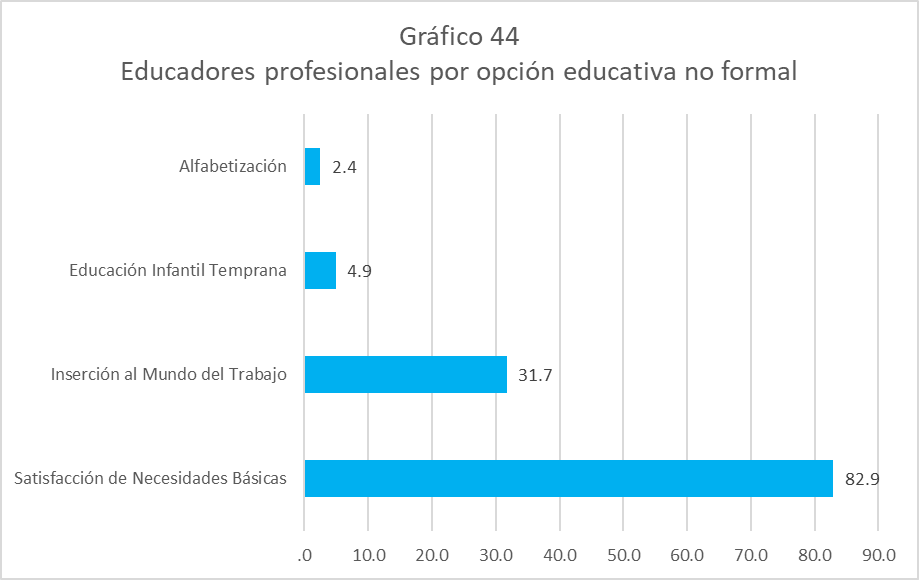 Gráfico 44
Educadores profesionales por opción educativa no formal
Alfabetización 2.4
Educación Infantil Temprana 4.9
Inserción al Mundo del Trabajo 31.7
Satisfacción de Necesidades Básicas 82.9
.0 10.0 20.0 30.0 40.0 50.0 60.0 70.0 80.0 90.0